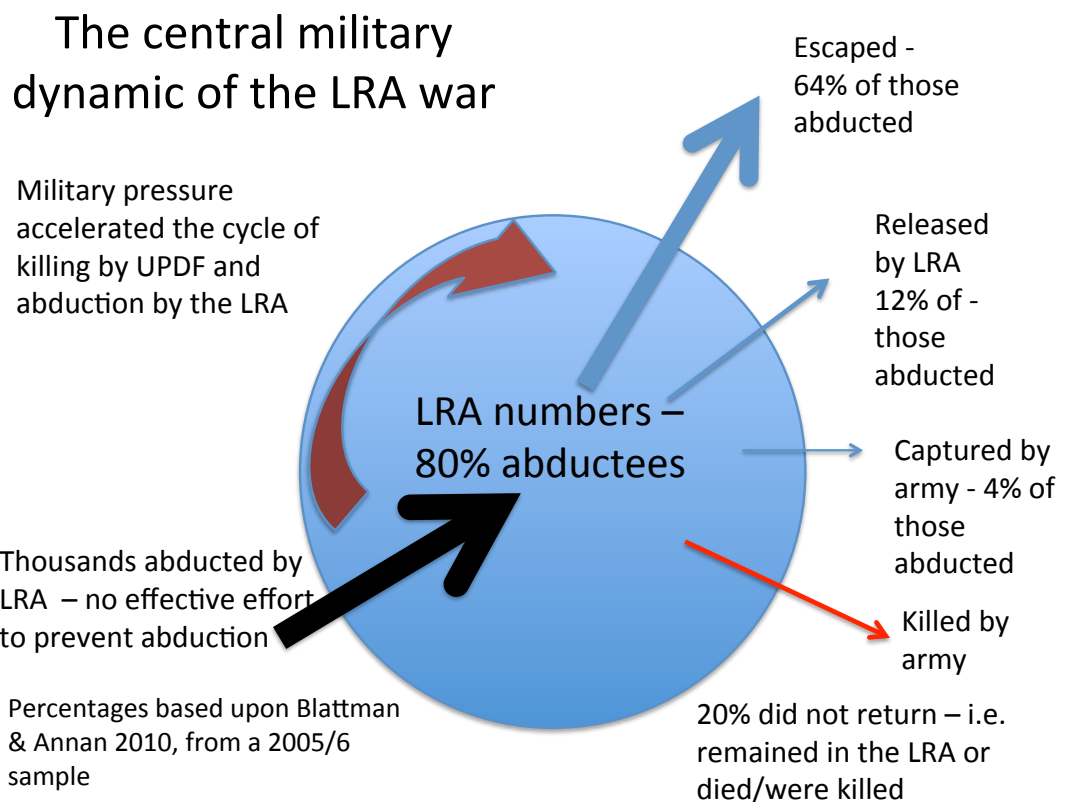 The central military
dynamic of the LRA war
Military pressure
accelerated the cycle of
killing by UPDF and
abduction by the LRA
Escaped -
64% of those
abducted
Released
by LRA
12% of -
those
abducted
LRA numbers –
80% abductees
Captured by
army - 4% of
those
abducted
Thousands abducted by
LRA – no effective effort
to prevent abduction
Killed by
army
Percentages based upon Blattman
& Annan 2010, from a 2005/6
sample
20% did not return – i.e.
remained in the LRA or
died/were killed